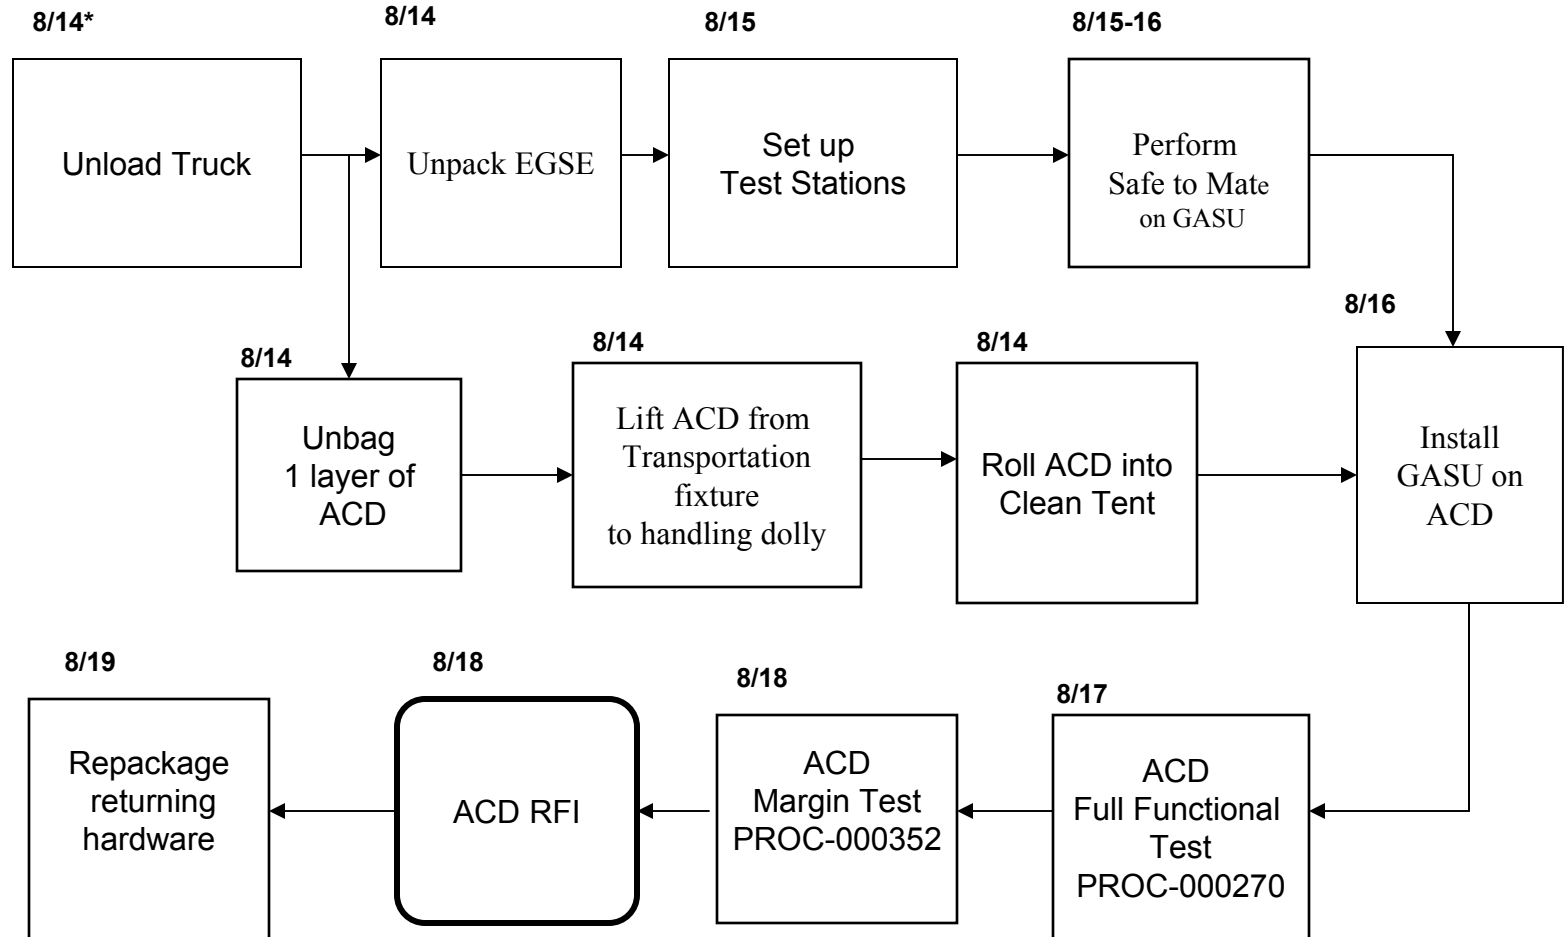 8/14*
Unload Truck
8/14
Unpack EGSE
8/15
Set up
Test Stations
8/15-16
Perform
Safe to Mate
on GASU
8/14
Unbag
1 layer of
ACD
8/14
Lift ACD from
Transportation
fixture
to handling dolly
8/14
Roll ACD into
Clean Tent
8/16
Install
GASU on
ACD
8/19
Repackage
returning
hardware
8/18
ACD RFI
8/18
ACD
Margin Test
PROC-000352
8/17
ACD
Full Functional
Test
PROC-000270